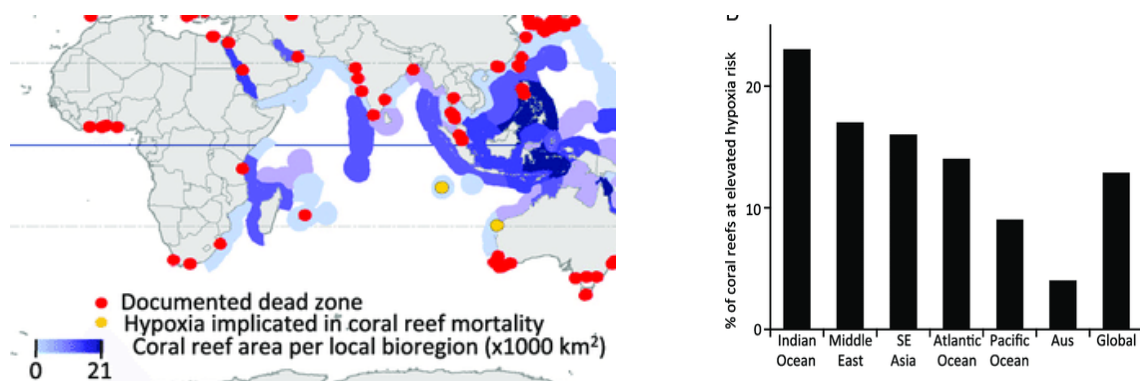 Documented dead zone
Hypoxia implicated in coral reef mortality
Coral reef area per local bioregion (x1000 km²)
0 21
% of coral reefs at elevated hypoxia risk
20
10
0
Indian Ocean
Middle East
SE Asia
Atlantic Ocean
Pacific Ocean
Aus
Global